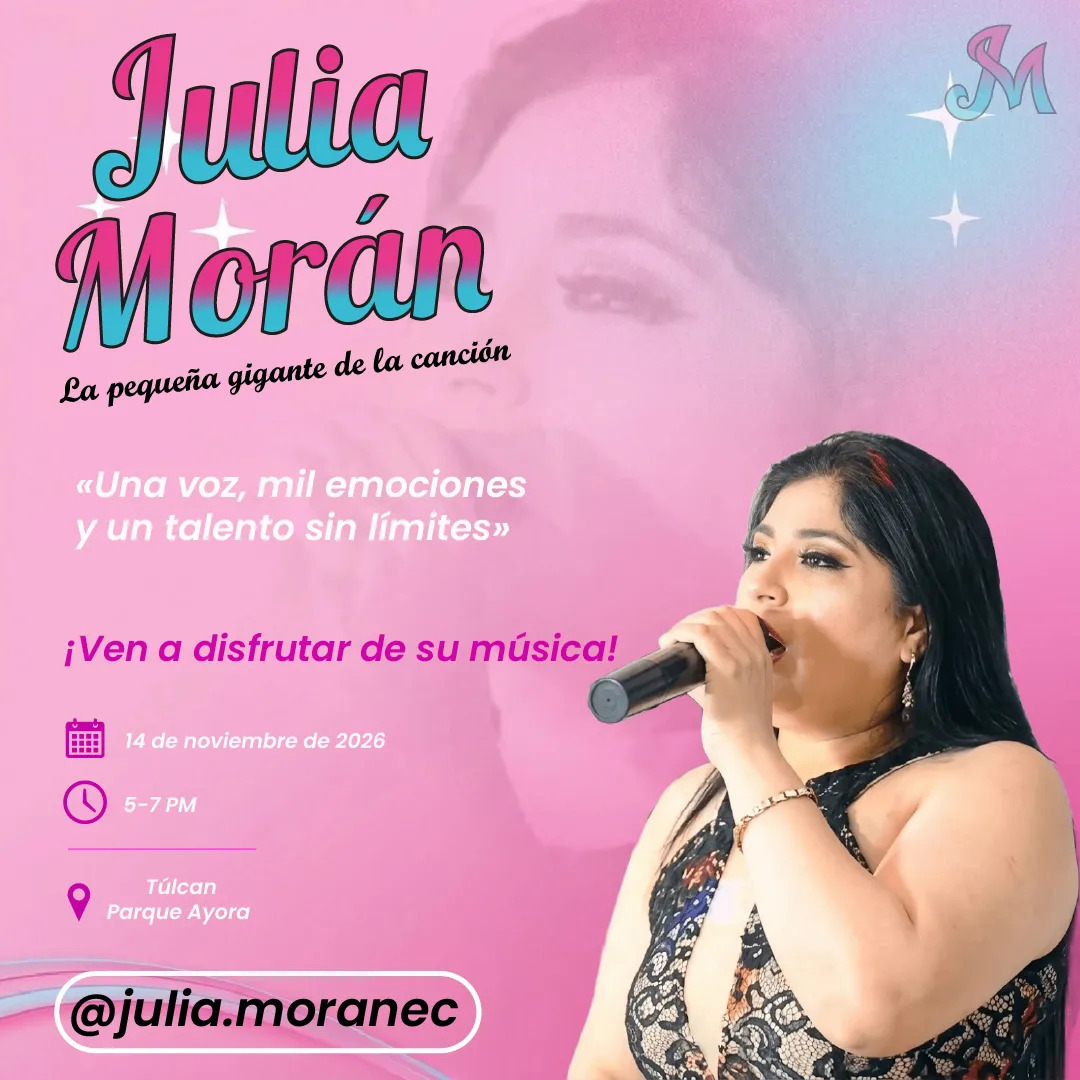 Julia
Morán
La pequeña gigante de la canción
JM
«Una voz, mil emociones
y un talento sin límites»
¡Ven a disfrutar de su música!
14 de noviembre de 2026
5-7 PM
Túlcan
Parque Ayora
@julia.moranec